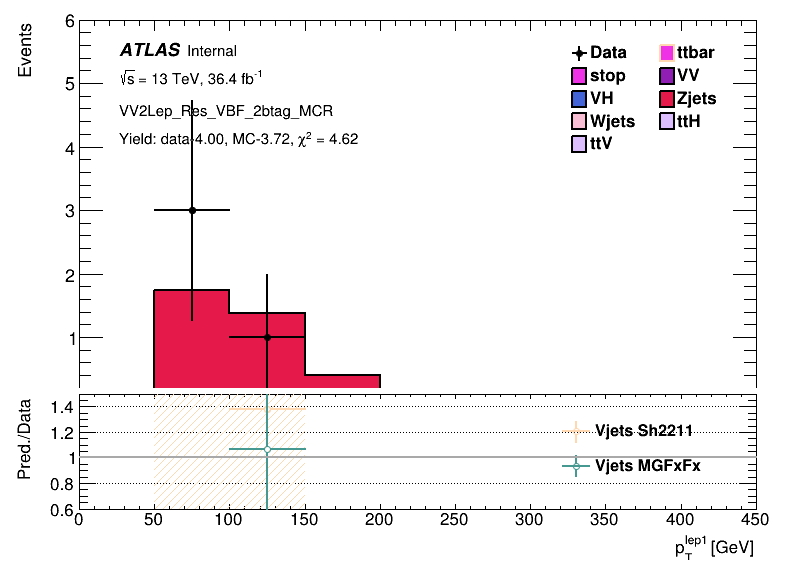 Events
6
5
4
3
2
1
ATLAS Internal
√s = 13 TeV, 36.4 fb⁻¹
VV2Lep_Res_VBF_2btag_MCR
Yield: data-4.00, MC-3.72, χ² = 4.62
Data ttbar
stop VV
VH Zjets
Wjets ttH
ttV
Pred./Data
1.4
1.2
1
0.8
0.6
Vjets Sh2211
Vjets MGFxFx
0 50 100 150 200 250 300 350 400 450
p_T^lep1 [GeV]